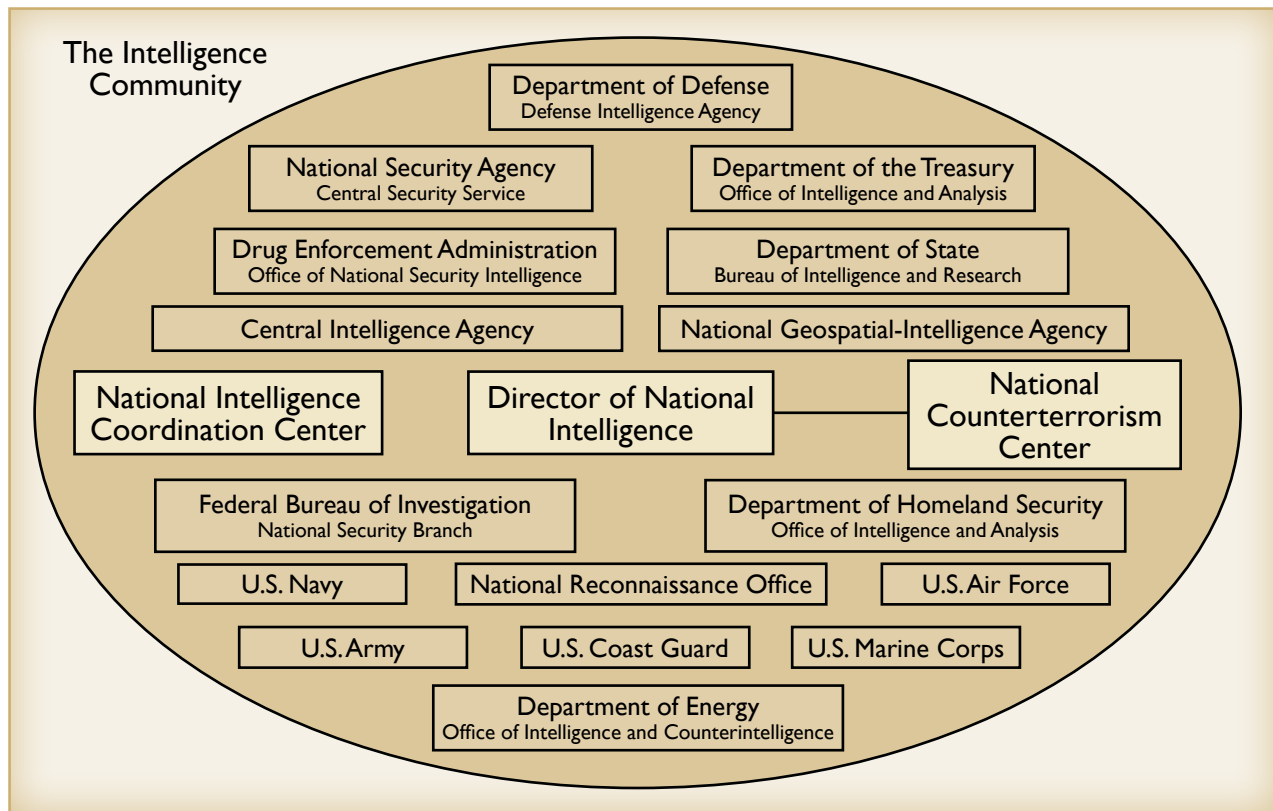 The Intelligence
Community
Department of Defense
Defense Intelligence Agency
National Security Agency
Central Security Service
Department of the Treasury
Office of Intelligence and Analysis
Drug Enforcement Administration
Office of National Security Intelligence
Department of State
Bureau of Intelligence and Research
Central Intelligence Agency
National Geospatial-Intelligence Agency
National Intelligence
Coordination Center
Director of National
Intelligence
National
Counterterrorism
Center
Federal Bureau of Investigation
National Security Branch
Department of Homeland Security
Office of Intelligence and Analysis
U.S. Navy
National Reconnaissance Office
U.S. Air Force
U.S. Army
U.S. Coast Guard
U.S. Marine Corps
Department of Energy
Office of Intelligence and Counterintelligence